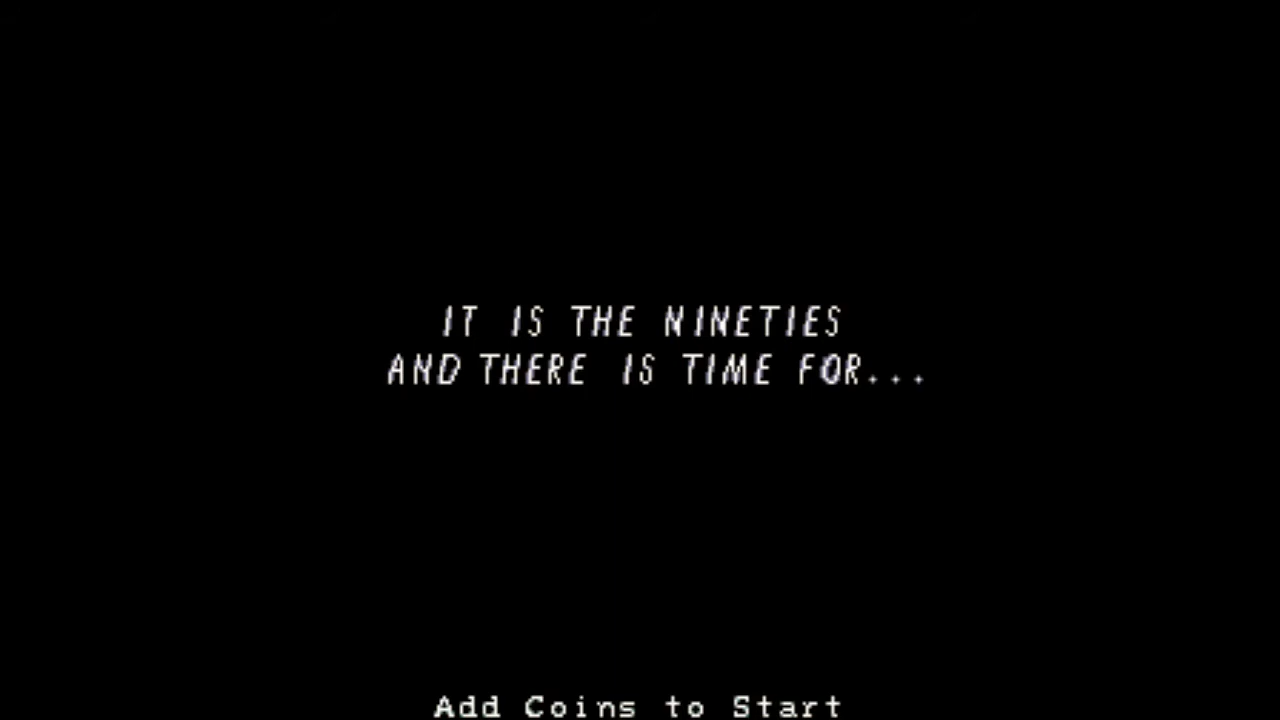 IT IS THE NINETIES
AND THERE IS TIME FOR...
Add Coins to Start